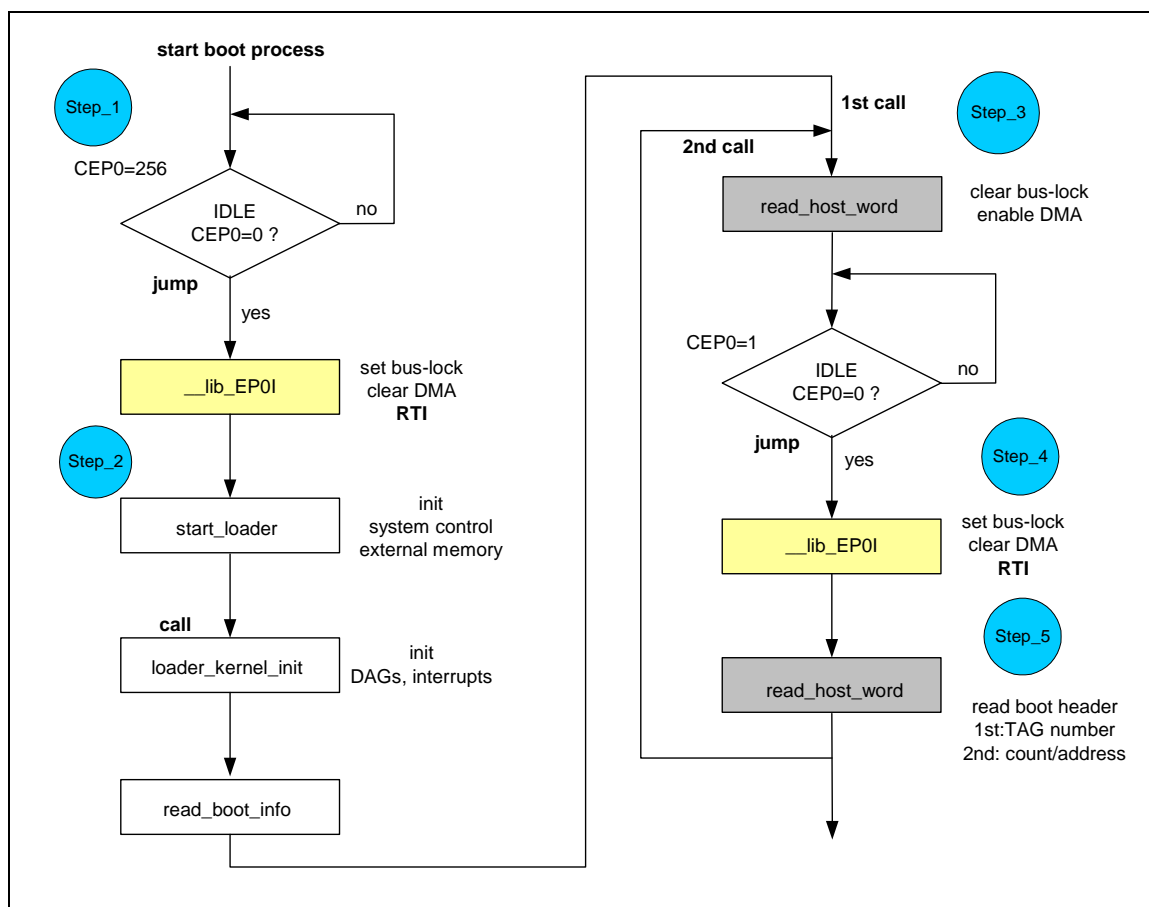 start boot process
Step_1
CEP0=256
IDLE
CEP0=0 ?
no
jump
yes
__lib_EP0I
set bus-lock
clear DMA
RTI
Step_2
start_loader
init
system control
external memory
call
loader_kernel_init
init
DAGs, interrupts
read_boot_info
1st call
2nd call
Step_3
read_host_word
clear bus-lock
enable DMA
CEP0=1
IDLE
CEP0=0 ?
no
jump
yes
Step_4
__lib_EP0I
set bus-lock
clear DMA
RTI
Step_5
read_host_word
read boot header
1st:TAG number
2nd: count/address